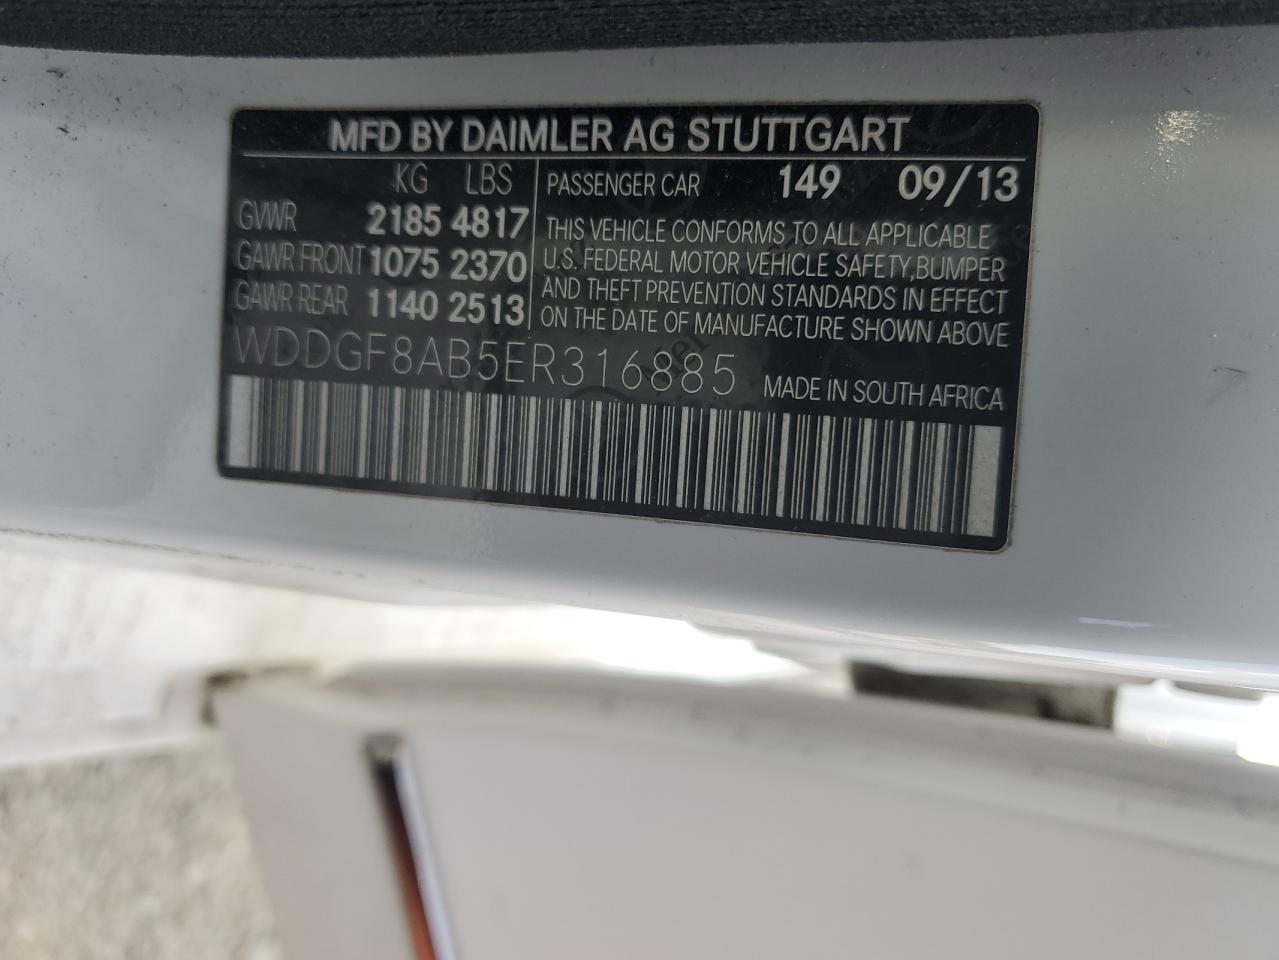 MFD BY DAIMLER AG STUTTGART
KG LBS
GVWR 2185 4817
GAWR FRONT 1075 2370
GAWR REAR 1140 2513
PASSENGER CAR 149 09/13
THIS VEHICLE CONFORMS TO ALL APPLICABLE
U.S. FEDERAL MOTOR VEHICLE SAFETY,BUMPER
AND THEFT PREVENTION STANDARDS IN EFFECT
ON THE DATE OF MANUFACTURE SHOWN ABOVE
WDDGF8AB5ER316885
MADE IN SOUTH AFRICA